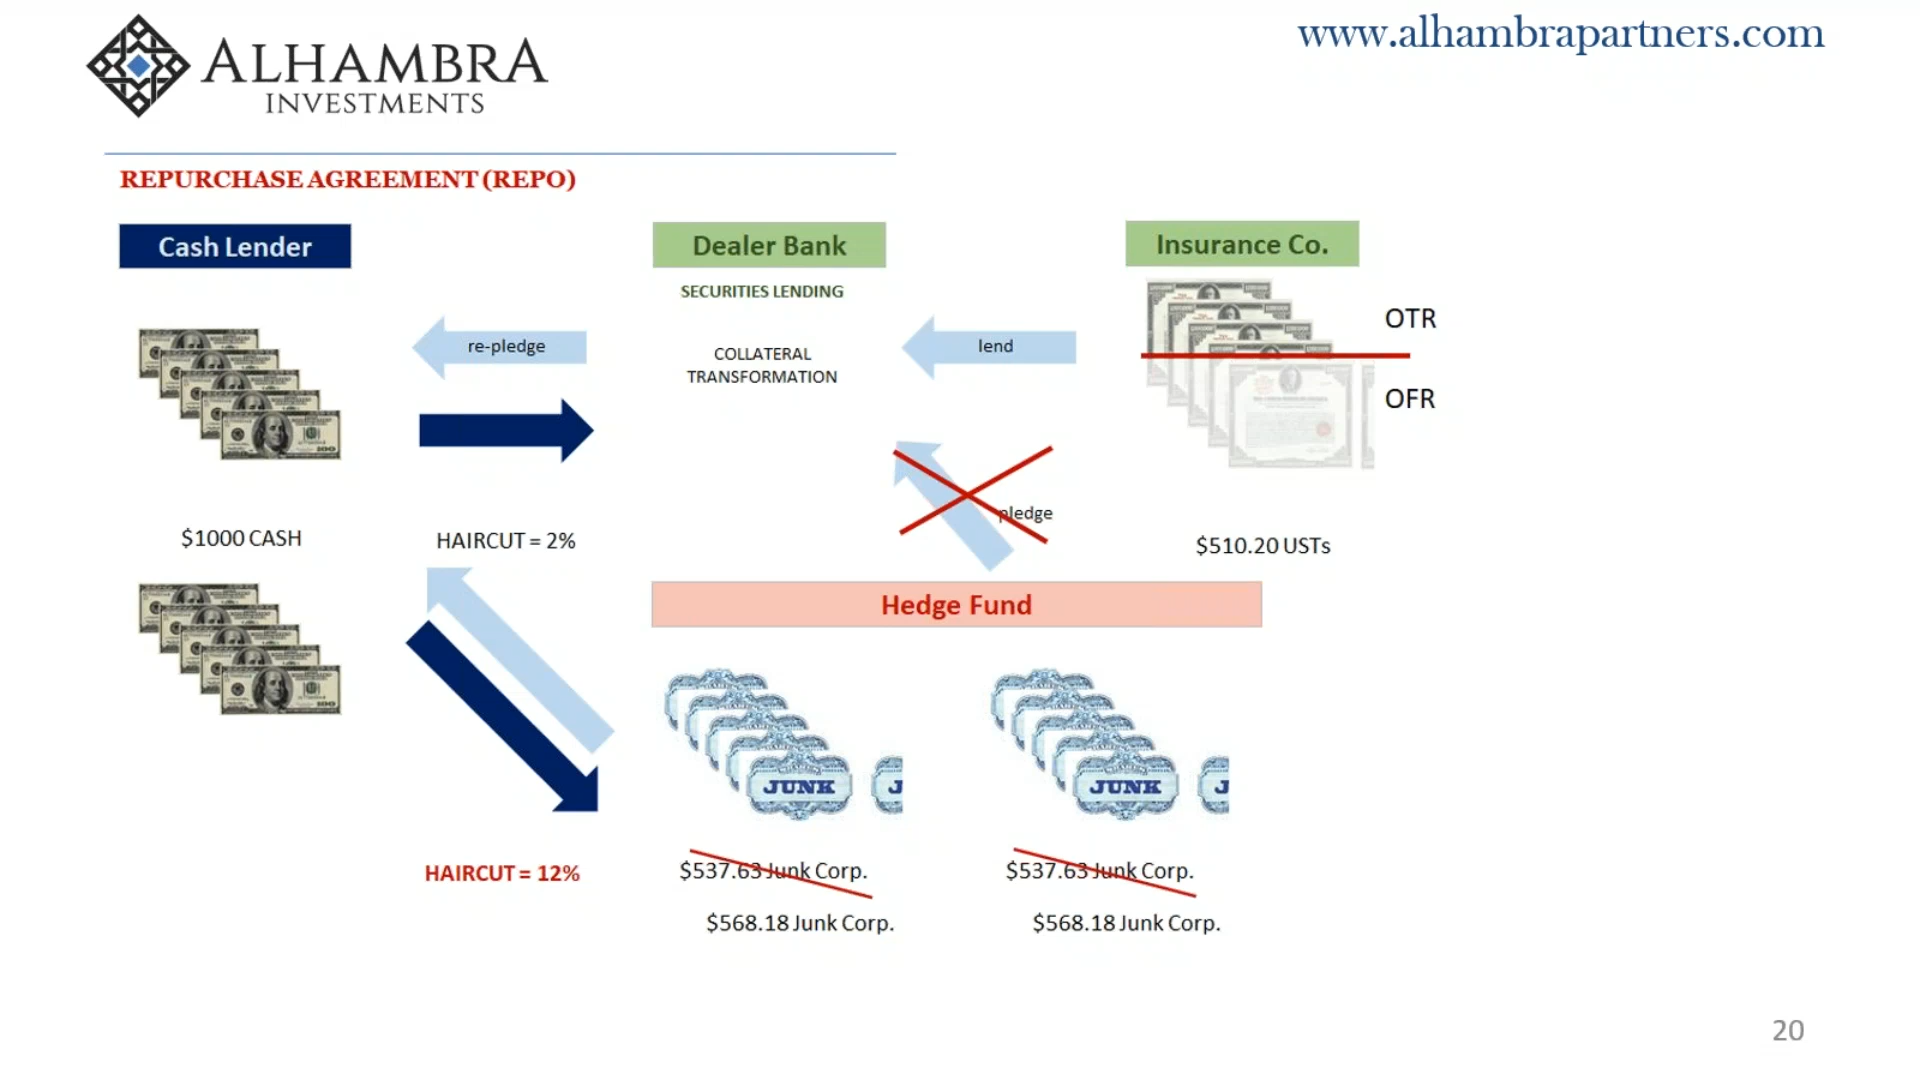 ALHAMBRA
INVESTMENTS
www.alhambrapartners.com
REPURCHASE AGREEMENT (REPO)
Cash Lender
Dealer Bank
Insurance Co.
SECURITIES LENDING
re-pledge
COLLATERAL
TRANSFORMATION
lend
OTR
OFR
pledge
$1000 CASH
HAIRCUT = 2%
$510.20 USTs
Hedge Fund
JUNK
J
JUNK
J
HAIRCUT = 12%
$537.63 Junk Corp.
$537.63 Junk Corp.
$568.18 Junk Corp.
$568.18 Junk Corp.
20